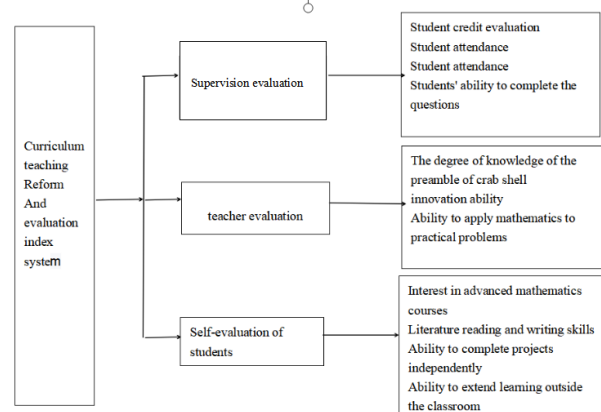 Curriculum
teaching
Reform
And
evaluation
index
system
Supervision evaluation
teacher evaluation
Self-evaluation of
students
Student credit evaluation
Student attendance
Student attendance
Students' ability to complete the
questions
The degree of knowledge of the
preamble of crab shell
innovation ability
Ability to apply mathematics to
practical problems
Interest in advanced mathematics
courses
Literature reading and writing skills
Ability to complete projects
independently
Ability to extend learning outside
the classroom